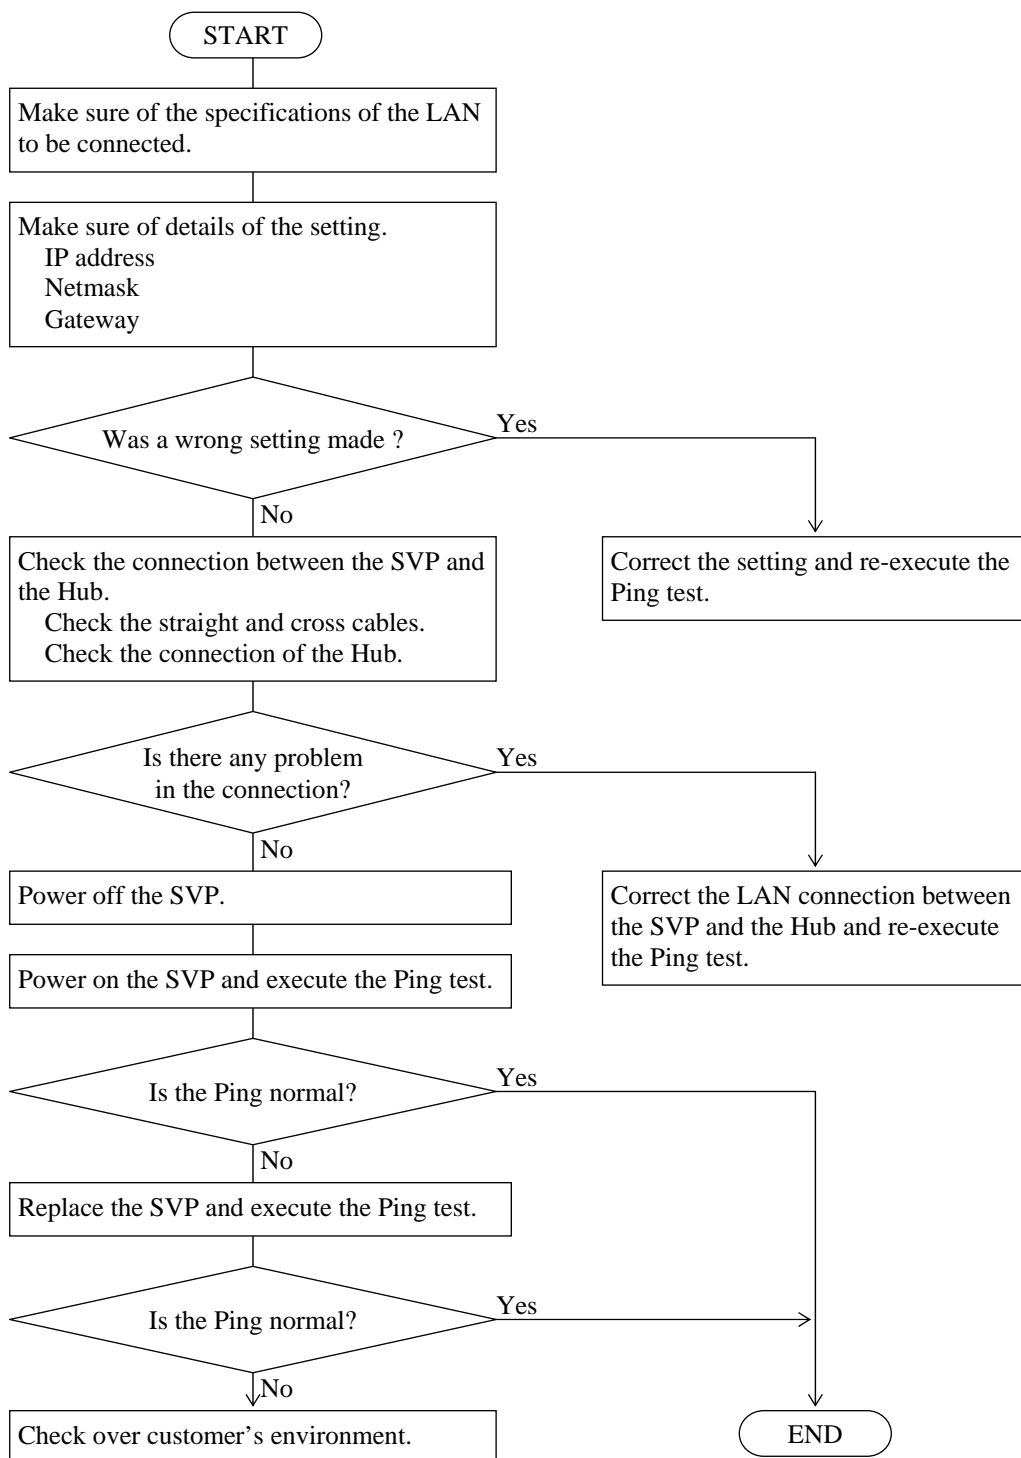 START
Make sure of the specifications of the LAN
to be connected.
Make sure of details of the setting.
IP address
Netmask
Gateway
Was a wrong setting made ?
Yes
No
Check the connection between the SVP and
the Hub.
Check the straight and cross cables.
Check the connection of the Hub.
Correct the setting and re-execute the
Ping test.
Is there any problem
in the connection?
Yes
No
Power off the SVP.
Correct the LAN connection between
the SVP and the Hub and re-execute
the Ping test.
Power on the SVP and execute the Ping test.
Is the Ping normal?
Yes
No
Replace the SVP and execute the Ping test.
Is the Ping normal?
Yes
No
Check over customer’s environment.
END